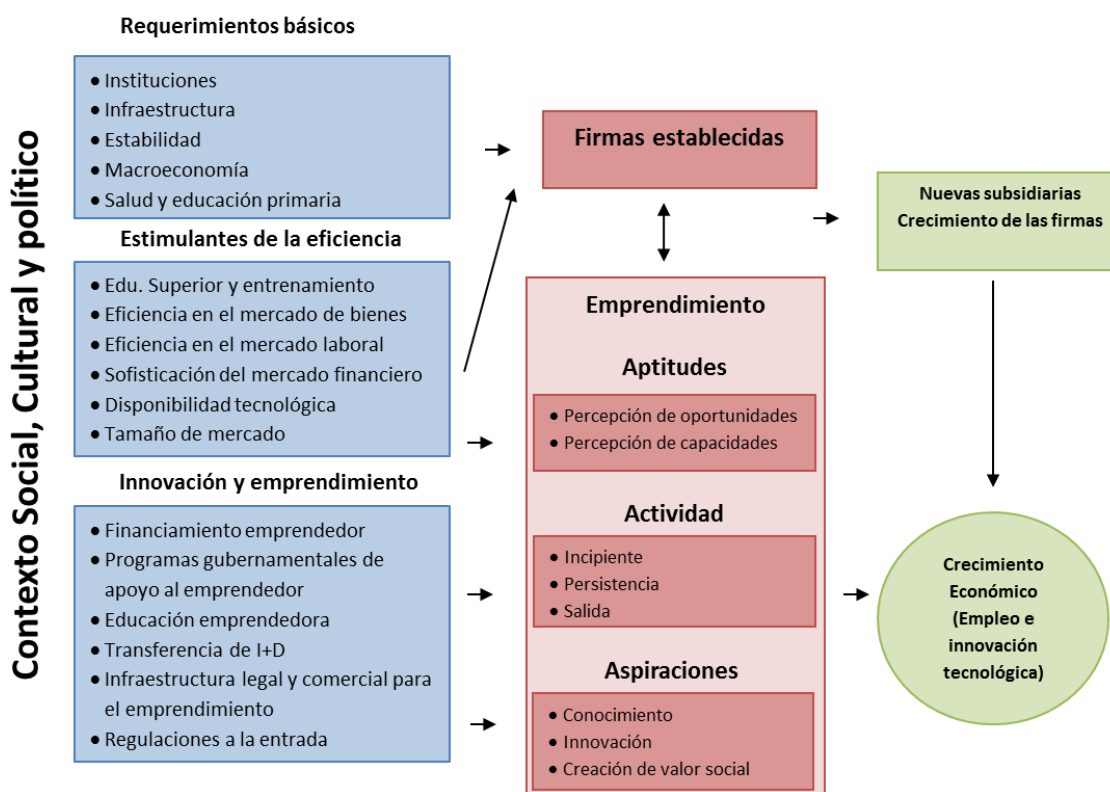 Contexto Social, Cultural y político
Requerimientos básicos
• Instituciones
• Infraestructura
• Estabilidad
• Macroeconomía
• Salud y educación primaria
Estimulantes de la eficiencia
• Edu. Superior y entrenamiento
• Eficiencia en el mercado de bienes
• Eficiencia en el mercado laboral
• Sofisticación del mercado financiero
• Disponibilidad tecnológica
• Tamaño de mercado
Innovación y emprendimiento
• Financiamiento emprendedor
• Programas gubernamentales de
apoyo al emprendedor
• Educación emprendedora
• Transferencia de I+D
• Infraestructura legal y comercial para
el emprendimiento
• Regulaciones a la entrada
Firmas establecidas
Emprendimiento
Aptitudes
• Percepción de oportunidades
• Percepción de capacidades
Actividad
• Incipiente
• Persistencia
• Salida
Aspiraciones
• Conocimiento
• Innovación
• Creación de valor social
Nuevas subsidiarias
Crecimiento de las firmas
Crecimiento
Económico
(Empleo e
innovación
tecnológica)